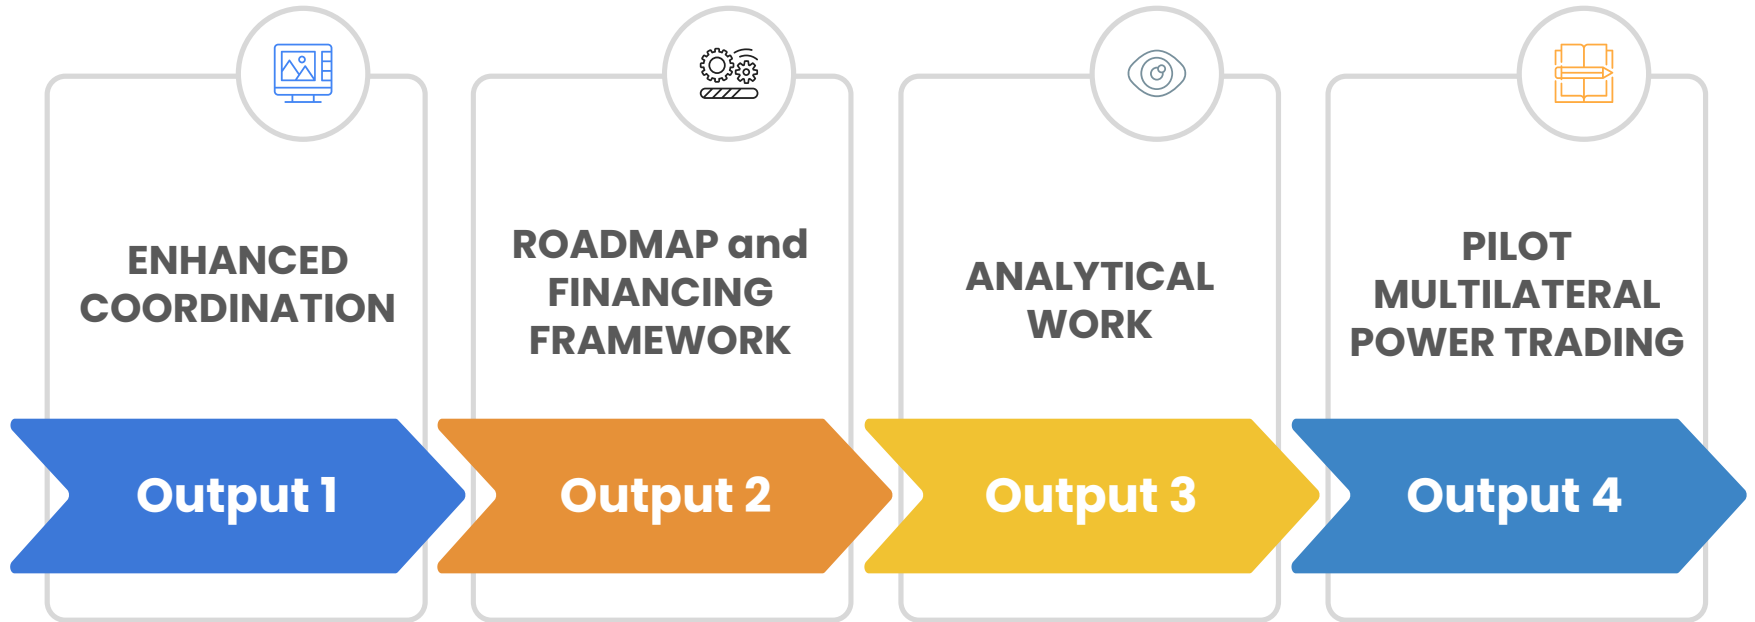 ENHANCED
COORDINATION
Output 1
ROADMAP and
FINANCING
FRAMEWORK
Output 2
ANALYTICAL
WORK
Output 3
PILOT
MULTILATERAL
POWER TRADING
Output 4